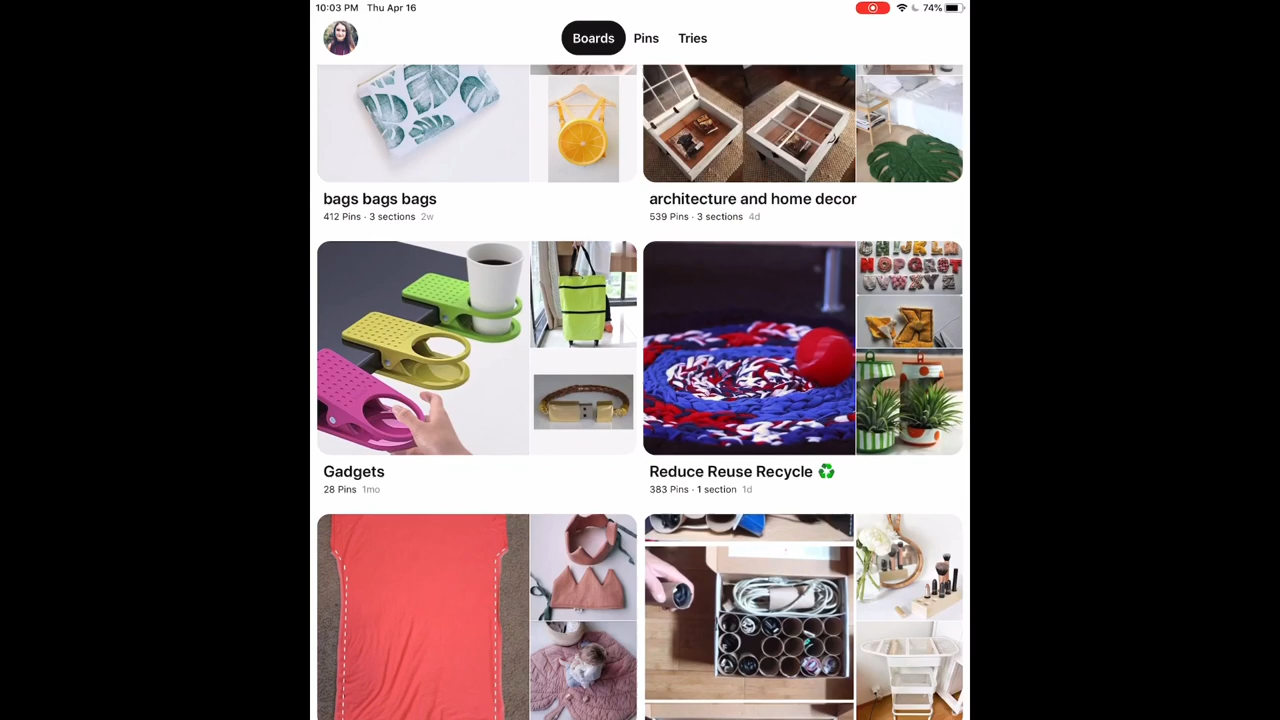 10:03 PM Thu Apr 16
74%
Boards Pins Tries
bags bags bags
412 Pins · 3 sections 2w
architecture and home decor
539 Pins · 3 sections 4d
Gadgets
28 Pins 1mo
Reduce Reuse Recycle ♻
383 Pins · 1 section 1d